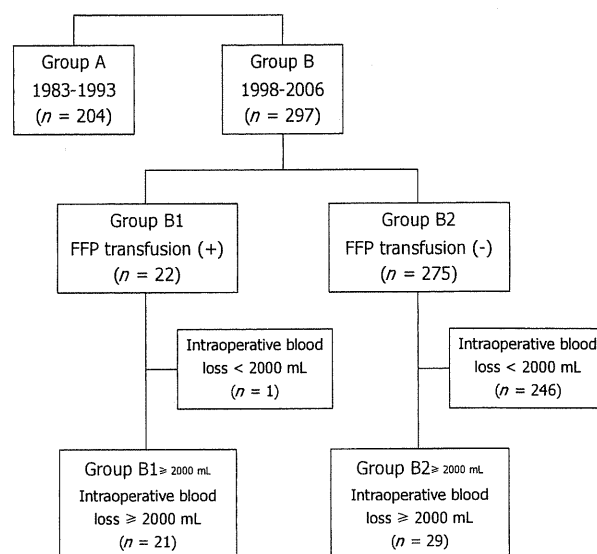 Group A
1983-1993
(n = 204)
Group B
1998-2006
(n = 297)
Group B1
FFP transfusion (+)
(n = 22)
Group B2
FFP transfusion (-)
(n = 275)
Intraoperative blood
loss < 2000 mL
(n = 1)
Intraoperative blood
loss < 2000 mL
(n = 246)
Group B1≥ 2000 mL
Intraoperative blood
loss ≥ 2000 mL
(n = 21)
Group B2≥ 2000 mL
Intraoperative blood
loss ≥ 2000 mL
(n = 29)